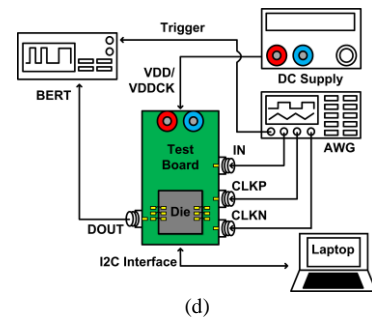 Trigger
BERT
VDD/
VDDCK
DC Supply
AWG
Test
Board
IN
CLKP
Die
CLKN
DOUT
I2C Interface
Laptop
(d)